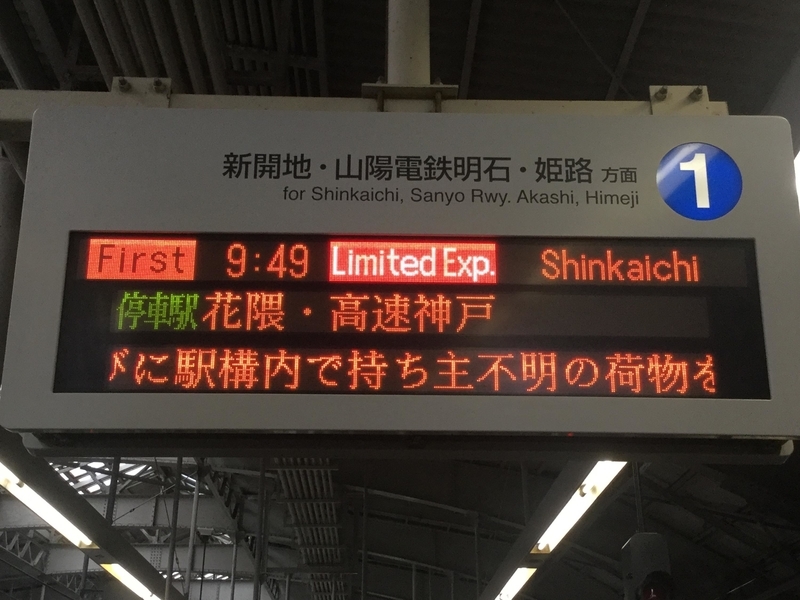 新開地・山陽電鉄明石・姫路 方面
for Shinkaichi, Sanyo Rwy. Akashi, Himeji
1
First 9:49 Limited Exp. Shinkaichi
停車駅 花隈・高速神戸
に駅構内で持ち主不明の荷物を